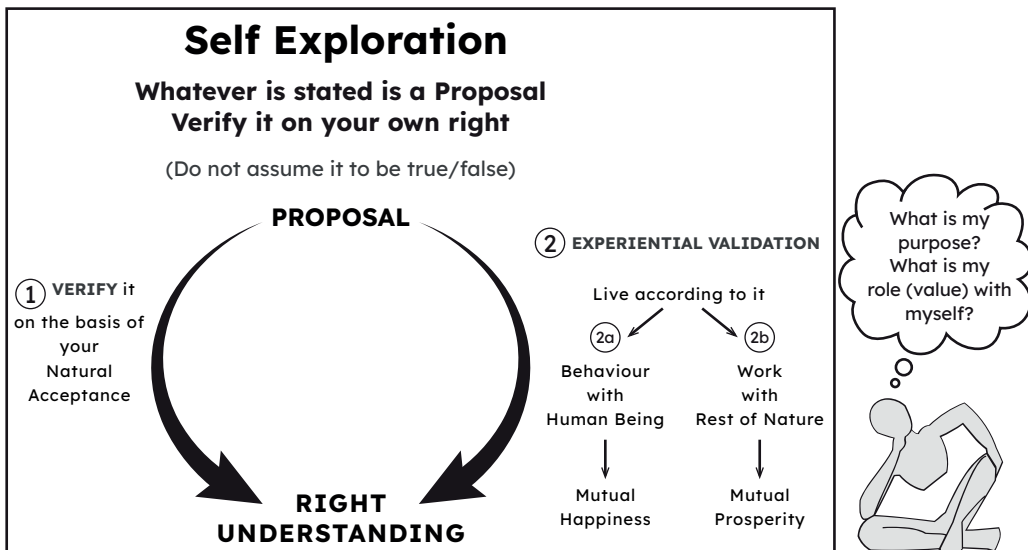 Self Exploration
Whatever is stated is a Proposal
Verify it on your own right
(Do not assume it to be true/false)
PROPOSAL
1 VERIFY it
on the basis of
your
Natural
Acceptance
2 EXPERIENTIAL VALIDATION
Live according to it
2a
Behaviour
with
Human Being
Mutual
Happiness
2b
Work
with
Rest of Nature
Mutual
Prosperity
RIGHT
UNDERSTANDING
What is my
purpose?
What is my
role (value) with
myself?